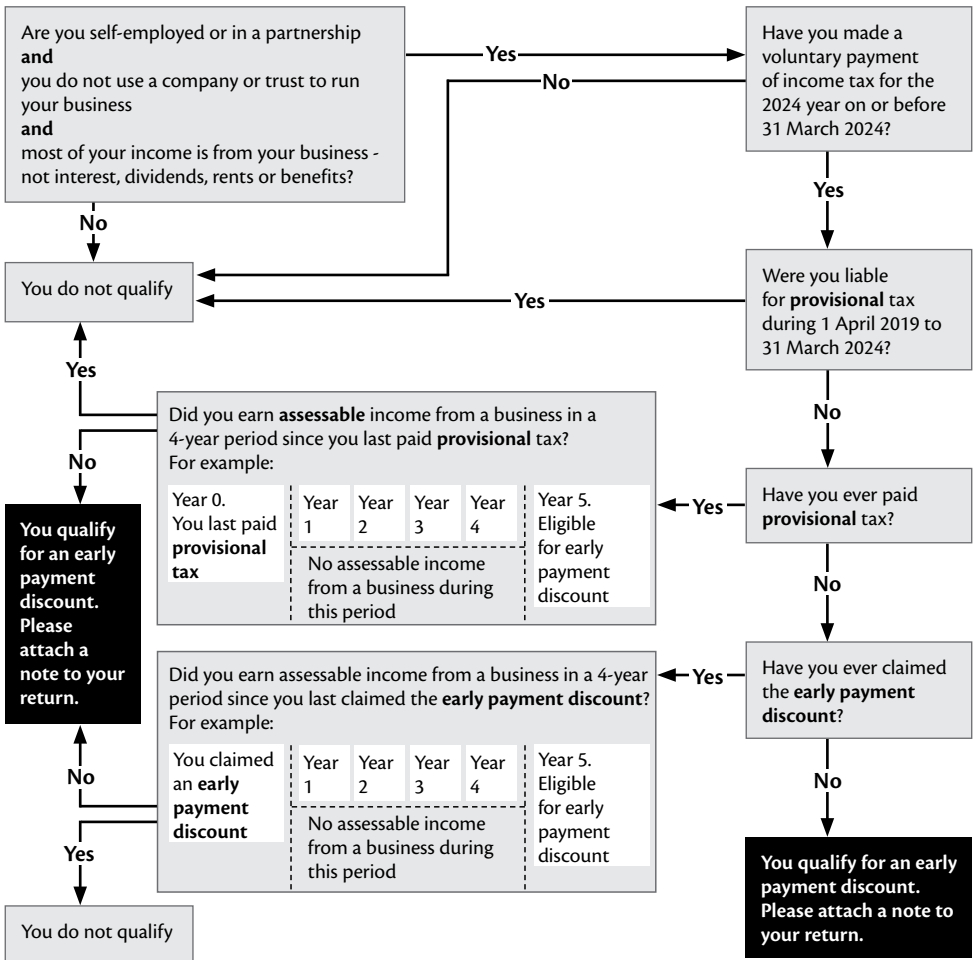 Are you self-employed or in a partnership
and
you do not use a company or trust to run
your business
and
most of your income is from your business -
not interest, dividends, rents or benefits?
Yes
No
Have you made a
voluntary payment
of income tax for the
2024 year on or before
31 March 2024?
No
Yes
You do not qualify
Yes
Were you liable
for provisional tax
during 1 April 2019 to
31 March 2024?
Yes
No
Did you earn assessable income from a business in a
4-year period since you last paid provisional tax?
For example:
Year 0.
You last paid
provisional
tax
Year
1
Year
2
Year
3
Year
4
No assessable income
from a business during
this period
Year 5.
Eligible
for early
payment
discount
Yes
Have you ever paid
provisional tax?
No
No
You qualify
for an early
payment
discount.
Please
attach a
note to your
return.
Did you earn assessable income from a business in a 4-year
period since you last claimed the early payment discount?
For example:
You claimed
an early
payment
discount
Year
1
Year
2
Year
3
Year
4
No assessable income
from a business during
this period
Year 5.
Eligible
for early
payment
discount
Yes
Have you ever claimed
the early payment
discount?
No
No
Yes
You do not qualify
You qualify for an early
payment discount.
Please attach a note to
your return.